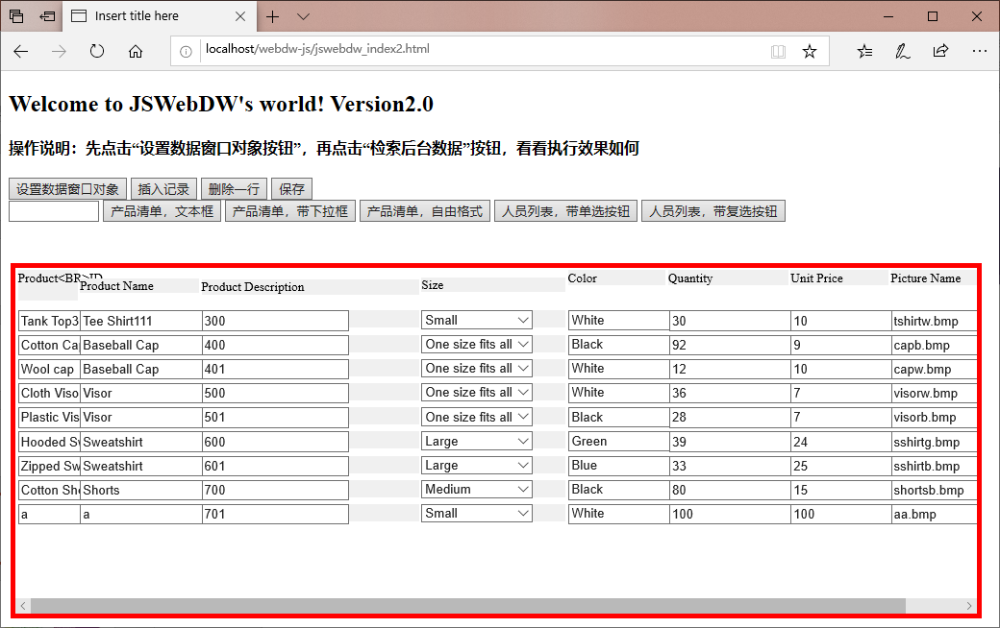 Insert title here
localhost/webdw-js/jswebdw_index2.html
Welcome to JSWebDW's world! Version2.0
操作说明：先点击“设置数据窗口对象按钮”，再点击“检索后台数据”按钮，看看执行效果如何
设置数据窗口对象 插入记录 删除一行 保存
产品清单，文本框 产品清单，带下拉框 产品清单，自由格式 人员列表，带单选按钮 人员列表，带复选按钮
Product<BR>ID Product Name Product Description Size Color Quantity Unit Price Picture Name
Tank Top3 Tee Shirt111 300 Small White 30 10 tshirtw.bmp
Cotton Ca Baseball Cap 400 One size fits all Black 92 9 capb.bmp
Wool cap Baseball Cap 401 One size fits all White 12 10 capw.bmp
Cloth Viso Visor 500 One size fits all White 36 7 visorw.bmp
Plastic Vis Visor 501 One size fits all Black 28 7 visorb.bmp
Hooded Sw Sweatshirt 600 Large Green 39 24 sshirtg.bmp
Zipped Sw Sweatshirt 601 Large Blue 33 25 sshirtb.bmp
Cotton Sho Shorts 700 Medium Black 80 15 shortsb.bmp
a a 701 Small White 100 100 aa.bmp